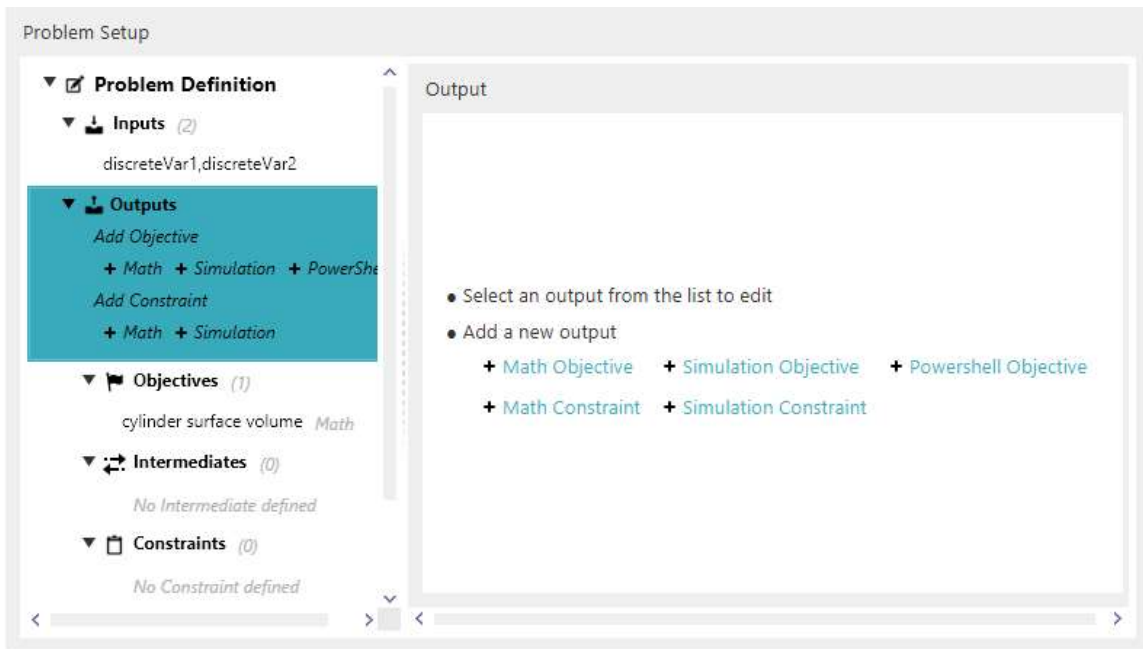 Problem Setup
Problem Definition
Inputs (2)
discreteVar1,discreteVar2
Outputs
Add Objective
+ Math + Simulation + PowerShe
Add Constraint
+ Math + Simulation
Objectives (1)
cylinder surface volume Math
Intermediates (0)
No Intermediate defined
Constraints (0)
No Constraint defined
Output
• Select an output from the list to edit
• Add a new output
+ Math Objective + Simulation Objective + Powershell Objective
+ Math Constraint + Simulation Constraint